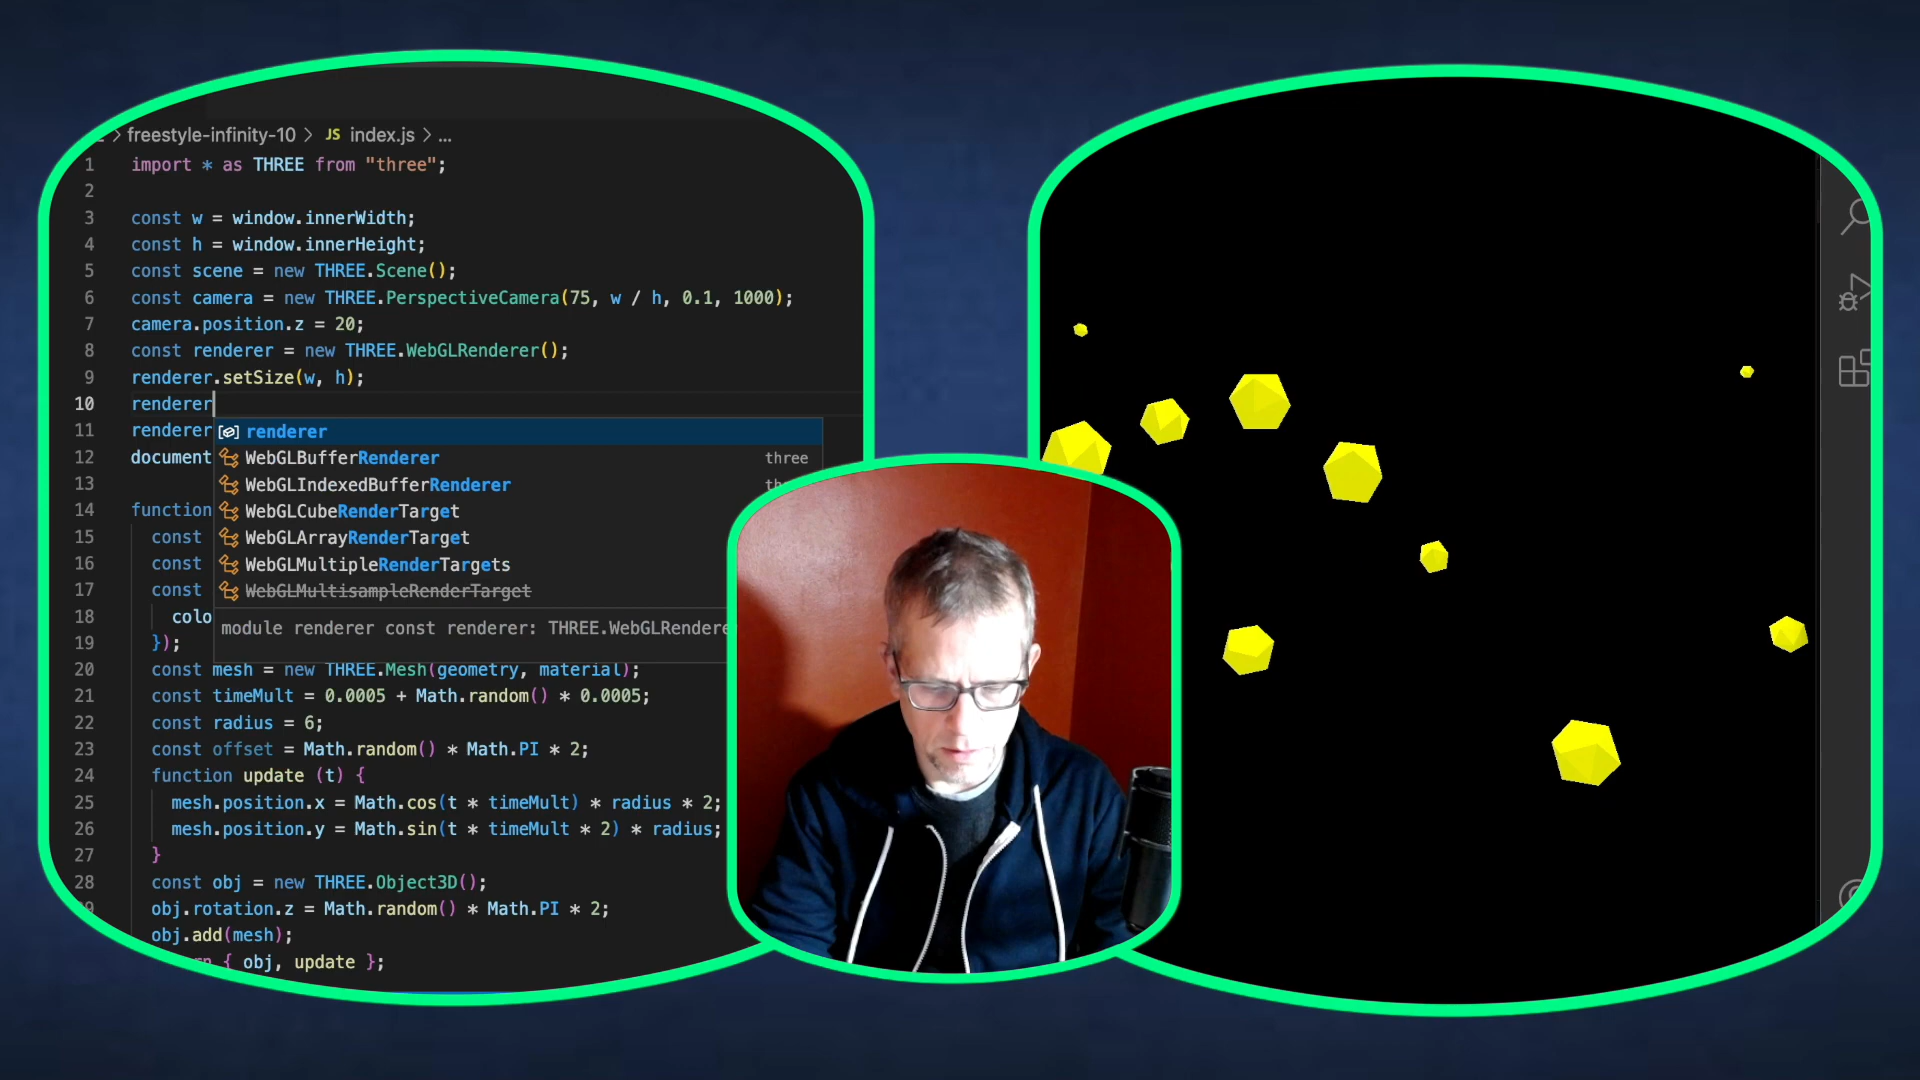 freestyle-infinity-10 > JS index.js > ...
1 import * as THREE from "three";
2
3 const w = window.innerWidth;
4 const h = window.innerHeight;
5 const scene = new THREE.Scene();
6 const camera = new THREE.PerspectiveCamera(75, w / h, 0.1, 1000);
7 camera.position.z = 20;
8 const renderer = new THREE.WebGLRenderer();
9 renderer.setSize(w, h);
10 renderer
11 renderer
12 document
13
14 function
15 const
16 const
17 const
18 colo
19 });
renderer
WebGLBufferRenderer three
WebGLIndexedBufferRenderer
WebGLCubeRenderTarget
WebGLArrayRenderTarget
WebGLMultipleRenderTargets
WebGLMultisampleRenderTarget
module renderer const renderer: THREE.WebGLRendere
20 const mesh = new THREE.Mesh(geometry, material);
21 const timeMult = 0.0005 + Math.random() * 0.0005;
22 const radius = 6;
23 const offset = Math.random() * Math.PI * 2;
24 function update (t) {
25 mesh.position.x = Math.cos(t * timeMult) * radius * 2;
26 mesh.position.y = Math.sin(t * timeMult * 2) * radius;
27 }
28 const obj = new THREE.Object3D();
29 obj.rotation.z = Math.random() * Math.PI * 2;
obj.add(mesh);
{ obj, update };